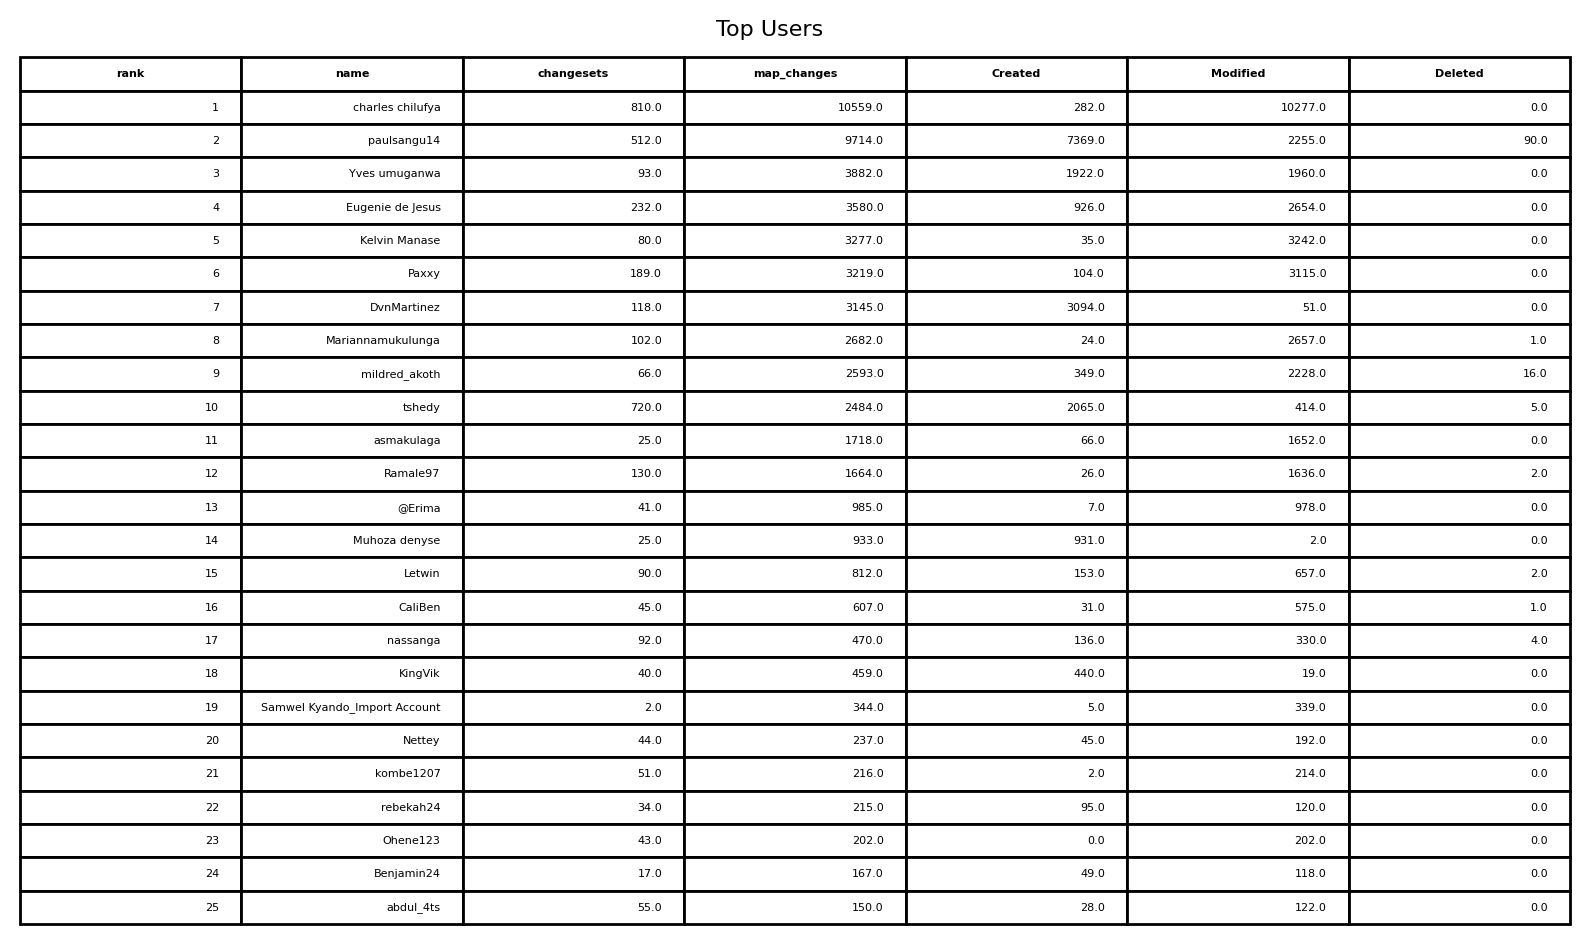 Top Users
rank name changesets map_changes Created Modified Deleted
1 charles chilufya 810.0 10559.0 282.0 10277.0 0.0
2 paulsangu14 512.0 9714.0 7369.0 2255.0 90.0
3 Yves umuganwa 93.0 3882.0 1922.0 1960.0 0.0
4 Eugenie de Jesus 232.0 3580.0 926.0 2654.0 0.0
5 Kelvin Manase 80.0 3277.0 35.0 3242.0 0.0
6 Paxxy 189.0 3219.0 104.0 3115.0 0.0
7 DvnMartinez 118.0 3145.0 3094.0 51.0 0.0
8 Mariannamukulunga 102.0 2682.0 24.0 2657.0 1.0
9 mildred_akoth 66.0 2593.0 349.0 2228.0 16.0
10 tshedy 720.0 2484.0 2065.0 414.0 5.0
11 asmakulaga 25.0 1718.0 66.0 1652.0 0.0
12 Ramale97 130.0 1664.0 26.0 1636.0 2.0
13 @Erima 41.0 985.0 7.0 978.0 0.0
14 Muhoza denyse 25.0 933.0 931.0 2.0 0.0
15 Letwin 90.0 812.0 153.0 657.0 2.0
16 CaliBen 45.0 607.0 31.0 575.0 1.0
17 nassanga 92.0 470.0 136.0 330.0 4.0
18 KingVik 40.0 459.0 440.0 19.0 0.0
19 Samwel Kyando_Import Account 2.0 344.0 5.0 339.0 0.0
20 Nettey 44.0 237.0 45.0 192.0 0.0
21 kombe1207 51.0 216.0 2.0 214.0 0.0
22 rebekah24 34.0 215.0 95.0 120.0 0.0
23 Ohene123 43.0 202.0 0.0 202.0 0.0
24 Benjamin24 17.0 167.0 49.0 118.0 0.0
25 abdul_4ts 55.0 150.0 28.0 122.0 0.0